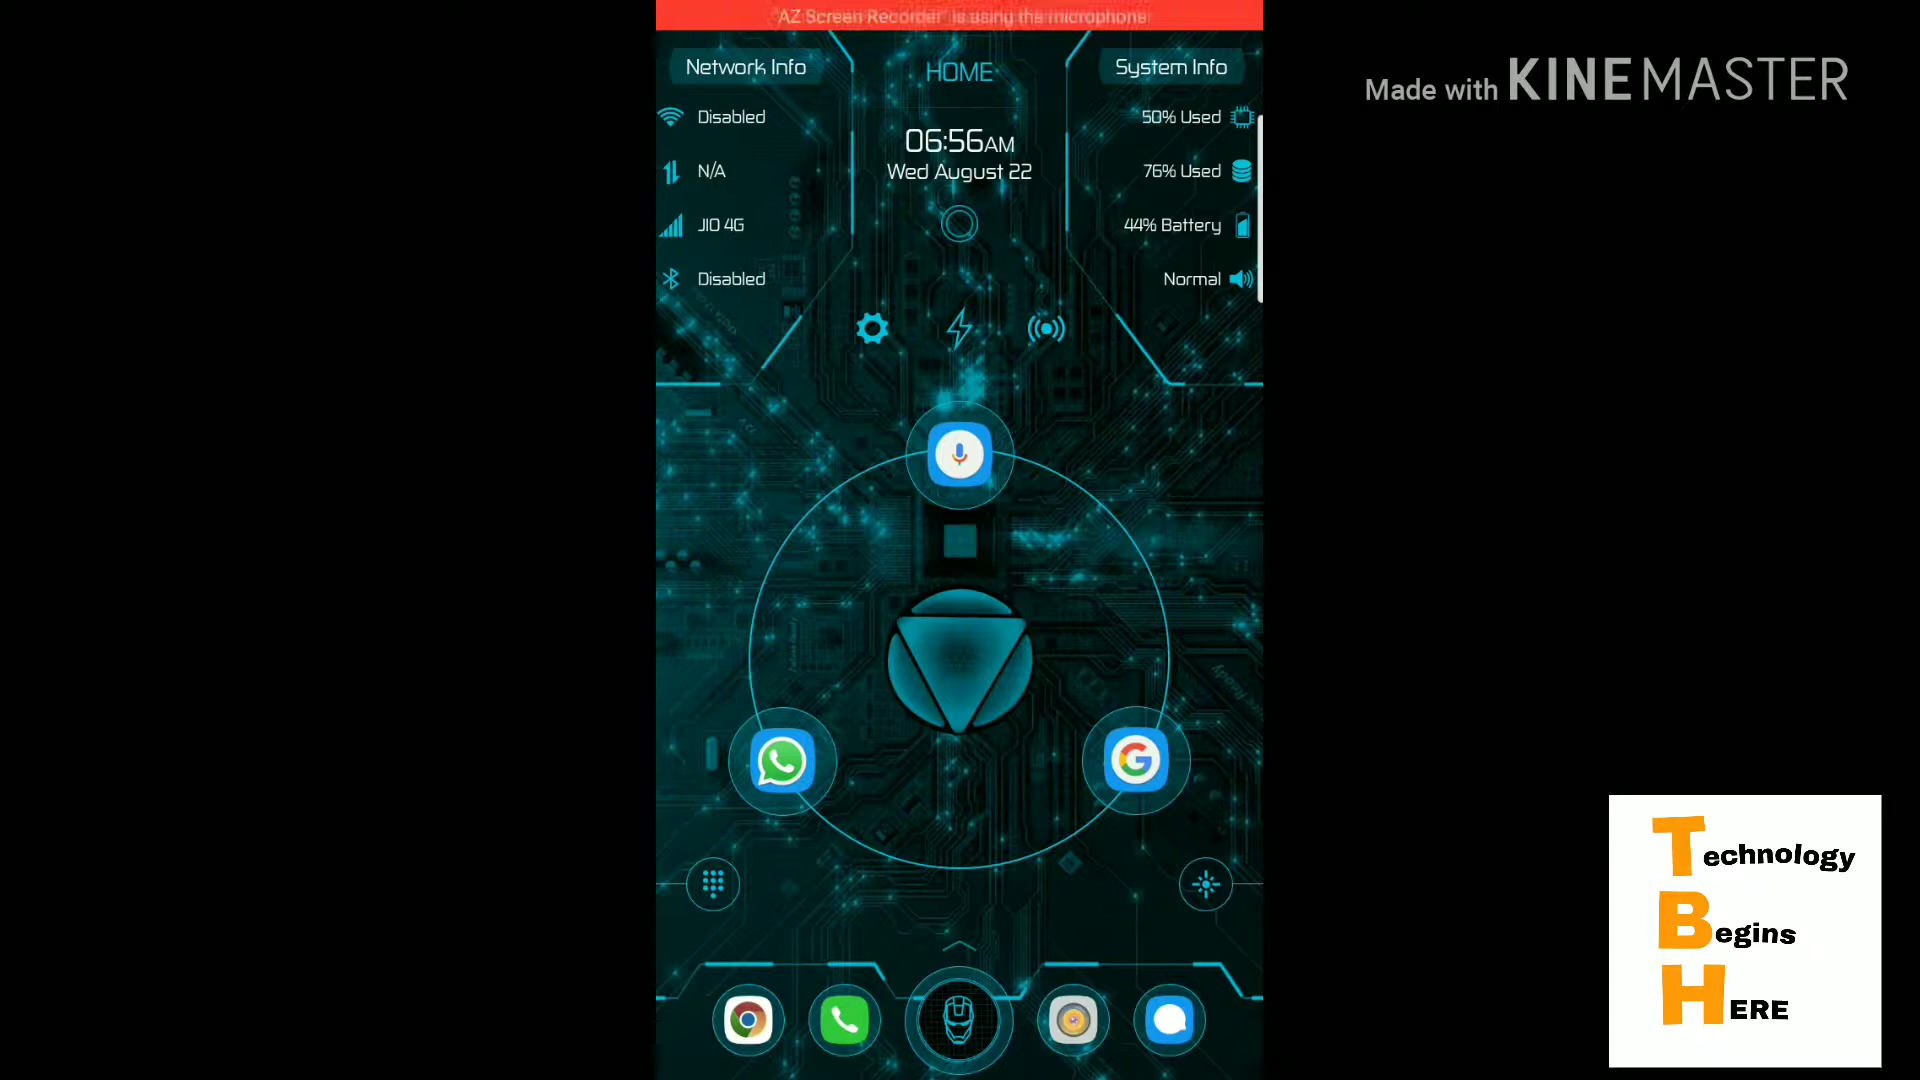 "AZ Screen Recorder" is using the microphone
Made with KINEMASTER
Network Info
HOME
System Info
Disabled
50% Used
06:56AM
N/A
Wed August 22
76% Used
JIO 4G
44% Battery
Disabled
Normal
Technology
Begins
HERE